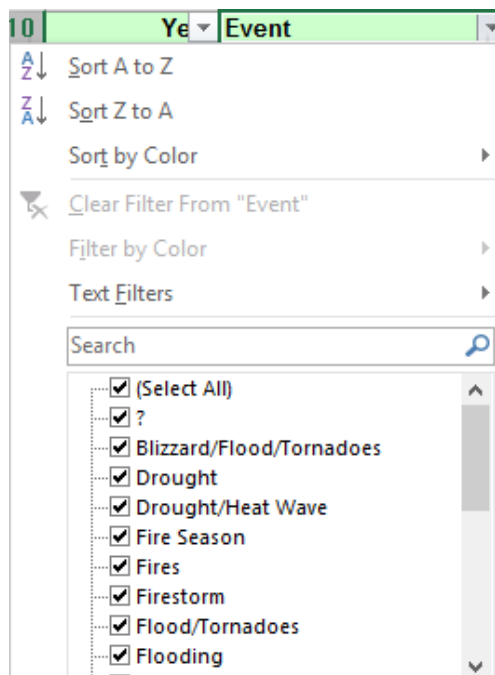 10 Ye Event
A Z Sort A to Z
Z A Sort Z to A
Sort by Color
Clear Filter From "Event"
Filter by Color
Text Filters
Search
(Select All)
?
Blizzard/Flood/Tornadoes
Drought
Drought/Heat Wave
Fire Season
Fires
Firestorm
Flood/Tornadoes
Flooding